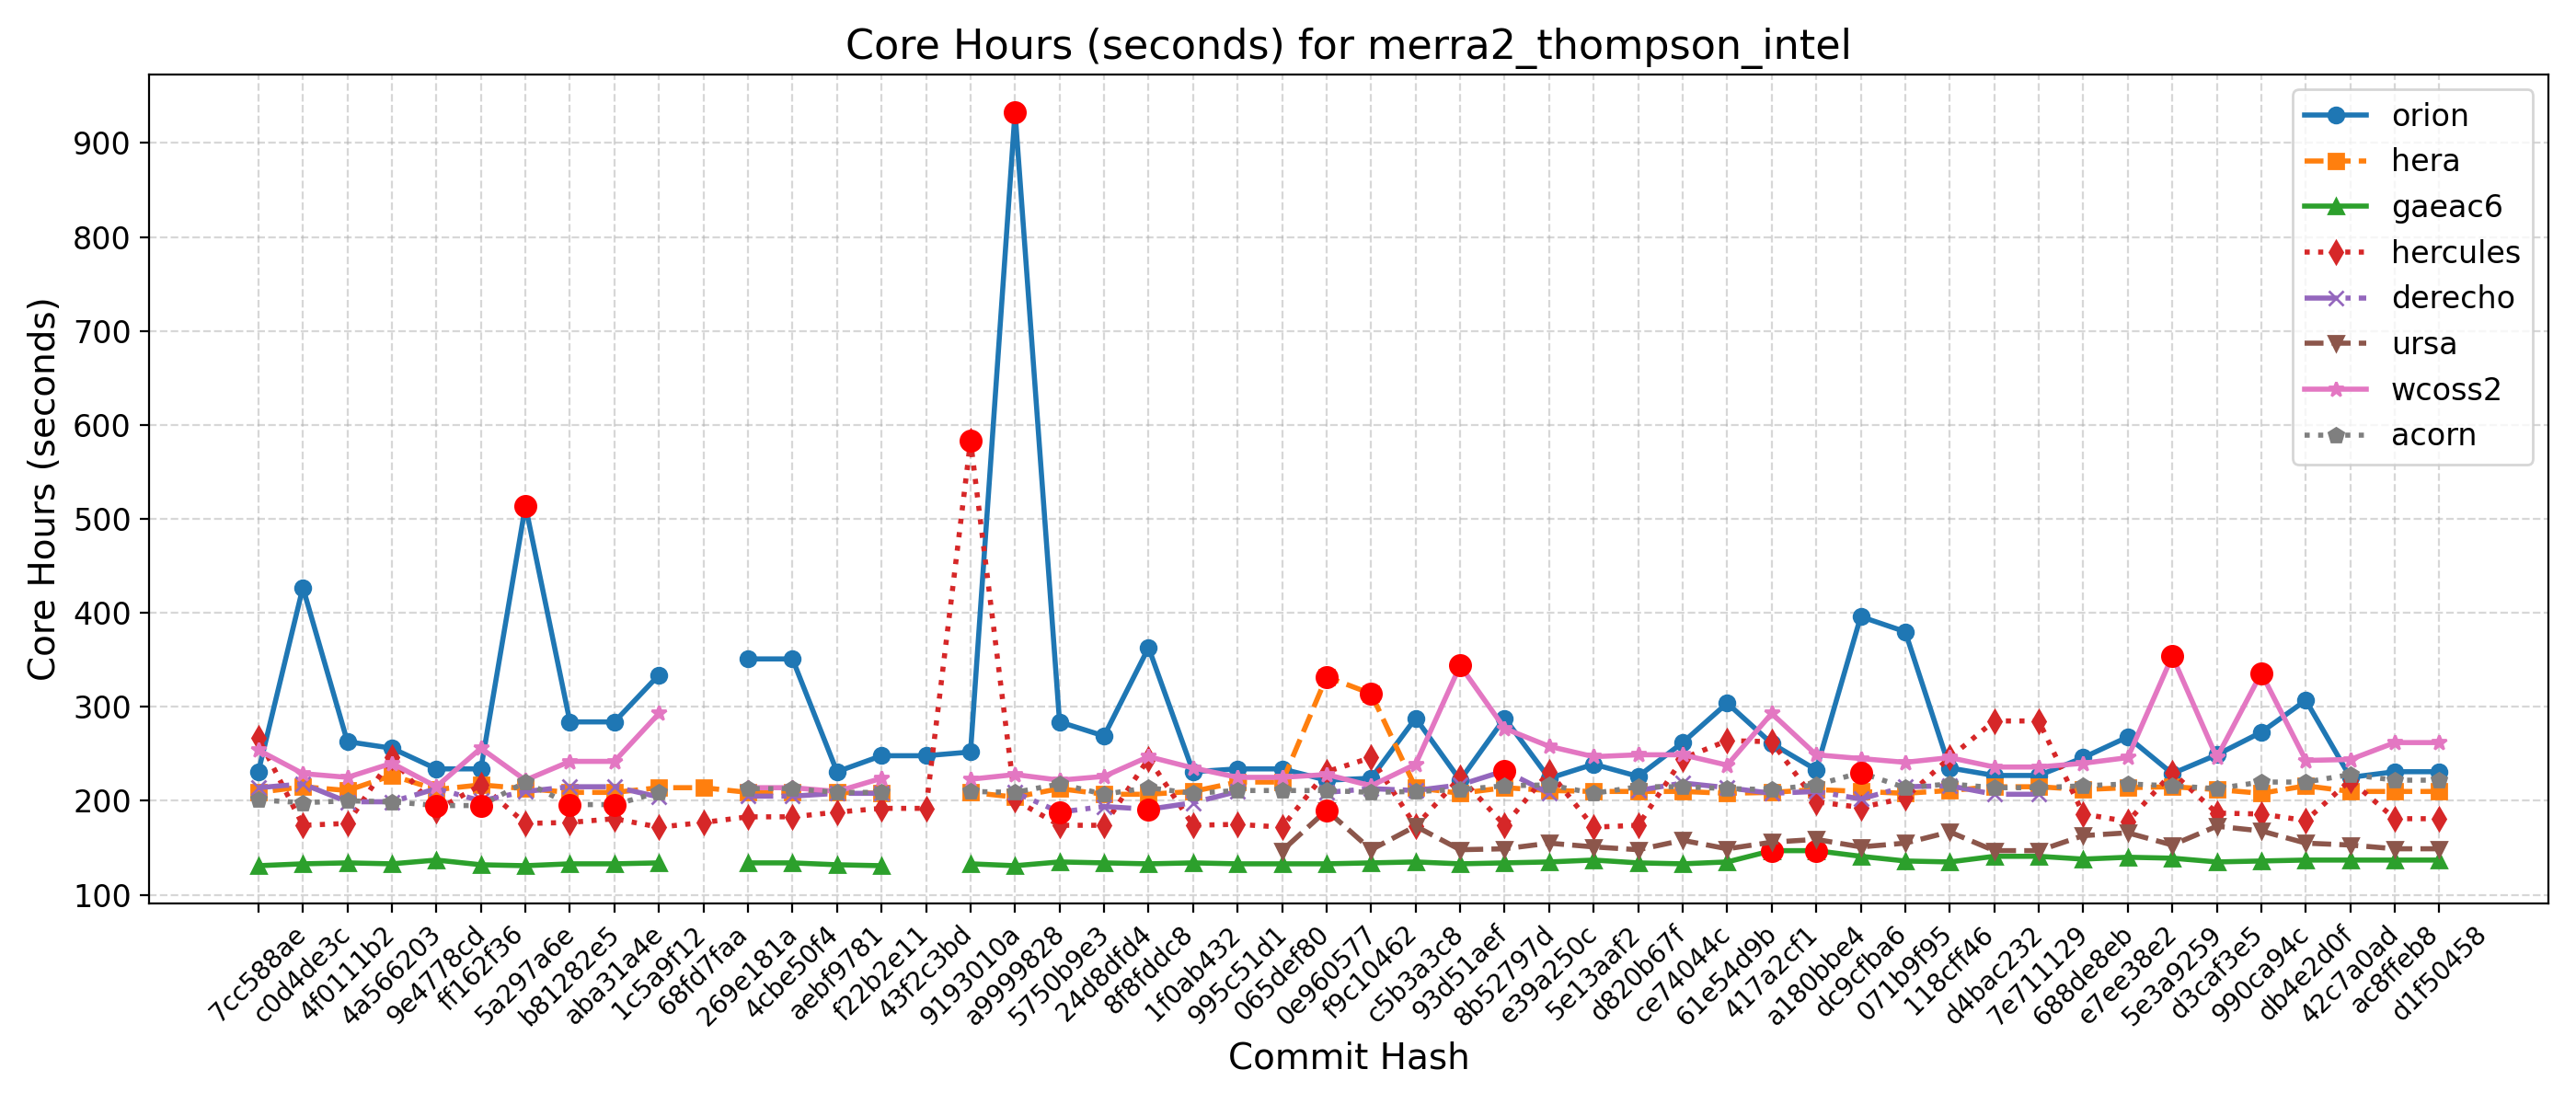 Core Hours (seconds) for merra2_thompson_intel
Core Hours (seconds)
900
800
700
600
500
400
300
200
100
orion
hera
gaeac6
hercules
derecho
ursa
wcoss2
acorn
7cc588ae
c0d4de3c
4f0111b2
4a566203
9e4778cd
ff162f36
5a297a6e
b81282e5
aba31a4e
1c5a9f12
68fd7faa
269e181a
4cbe50f4
aebf9781
f22b2e11
43f2c3bd
9193010a
a9999828
5750b9e3
24d8dfd4
8f8fddc8
1f0ab432
995c51d1
065def80
0e960577
f9c10462
c5b3a3c8
93d51aef
8b52797d
e39a250c
5e13aaf2
d820b67f
ce74044c
61e54d9b
417a2cf1
a180bbe4
dc9cfba6
071b9f95
118cff46
d4bac232
7e711129
688de8eb
e7ee38e2
5e3a9259
d3caf3e5
990ca94c
db4e2d0f
42c7a0ad
ac8ffeb8
d1f50458
Commit Hash